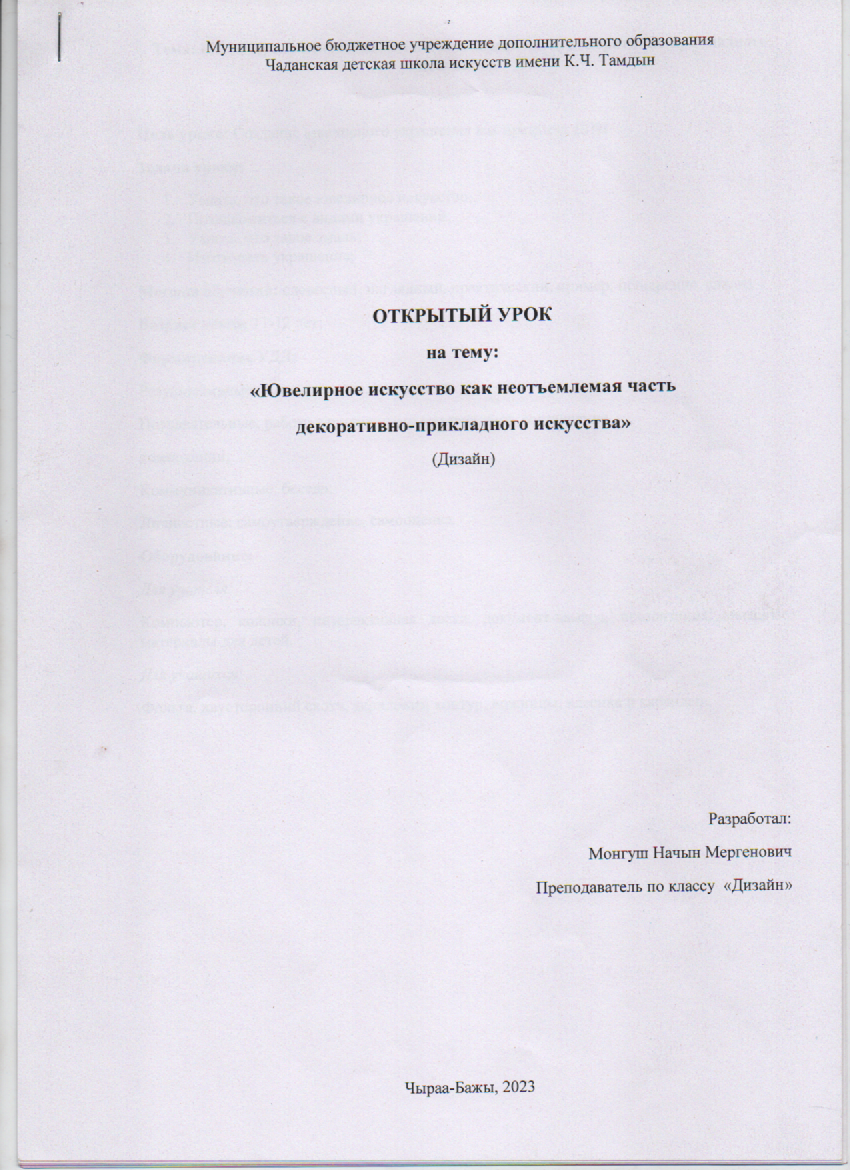 Муниципальное бюджетное учреждение дополнительного образования
Чаданская детская школа искусств имени К.Ч. Тамдын
ОТКРЫТЫЙ УРОК
на тему:
«Ювелирное искусство как неотъемлемая часть
декоративно-прикладного искусства»
(Дизайн)
Разработал:
Монгуш Начын Мергенович
Преподаватель по классу «Дизайн»
Чыраа-Бажы, 2023